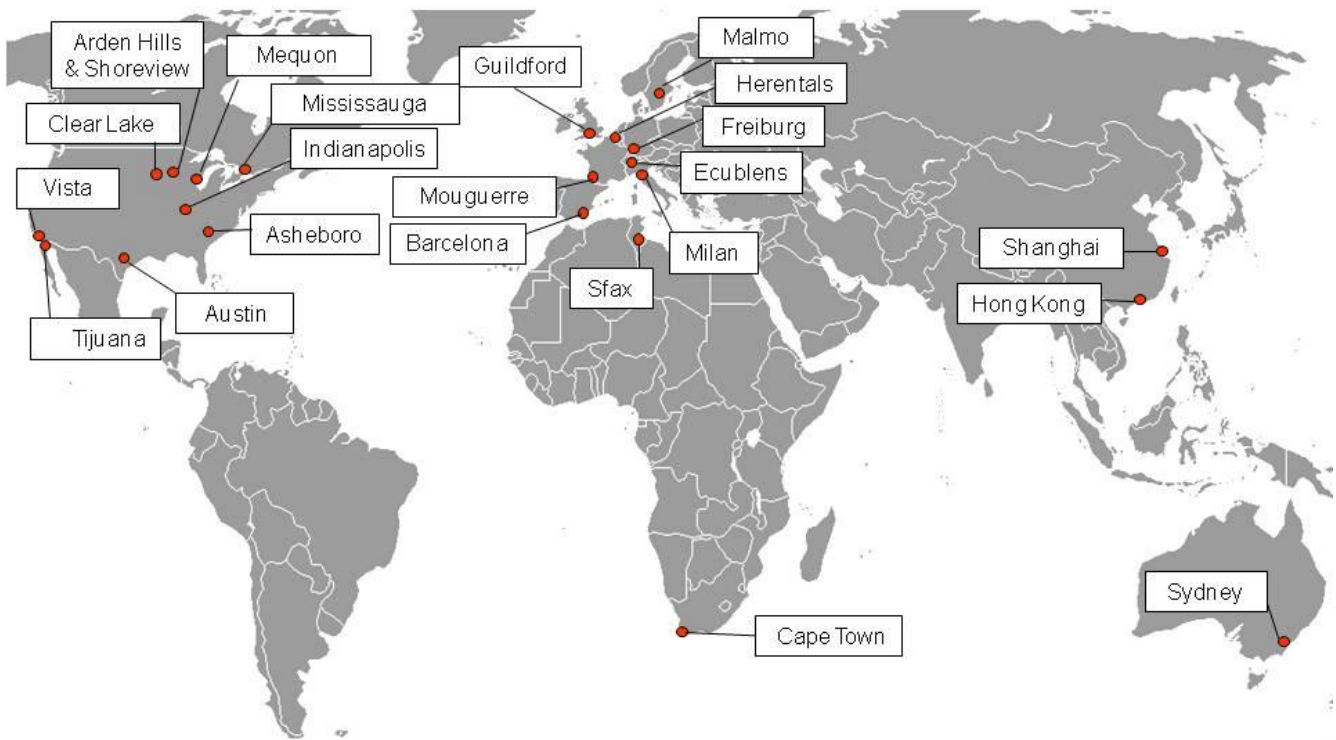 Arden Hills
& Shoreview
Mequon
Clear Lake
Mississauga
Indianapolis
Vista
Asheboro
Tijuana
Austin
Guildford
Malmo
Herentals
Freiburg
Ecublens
Mouguerre
Barcelona
Milan
Sfax
Shanghai
Hong Kong
Cape Town
Sydney